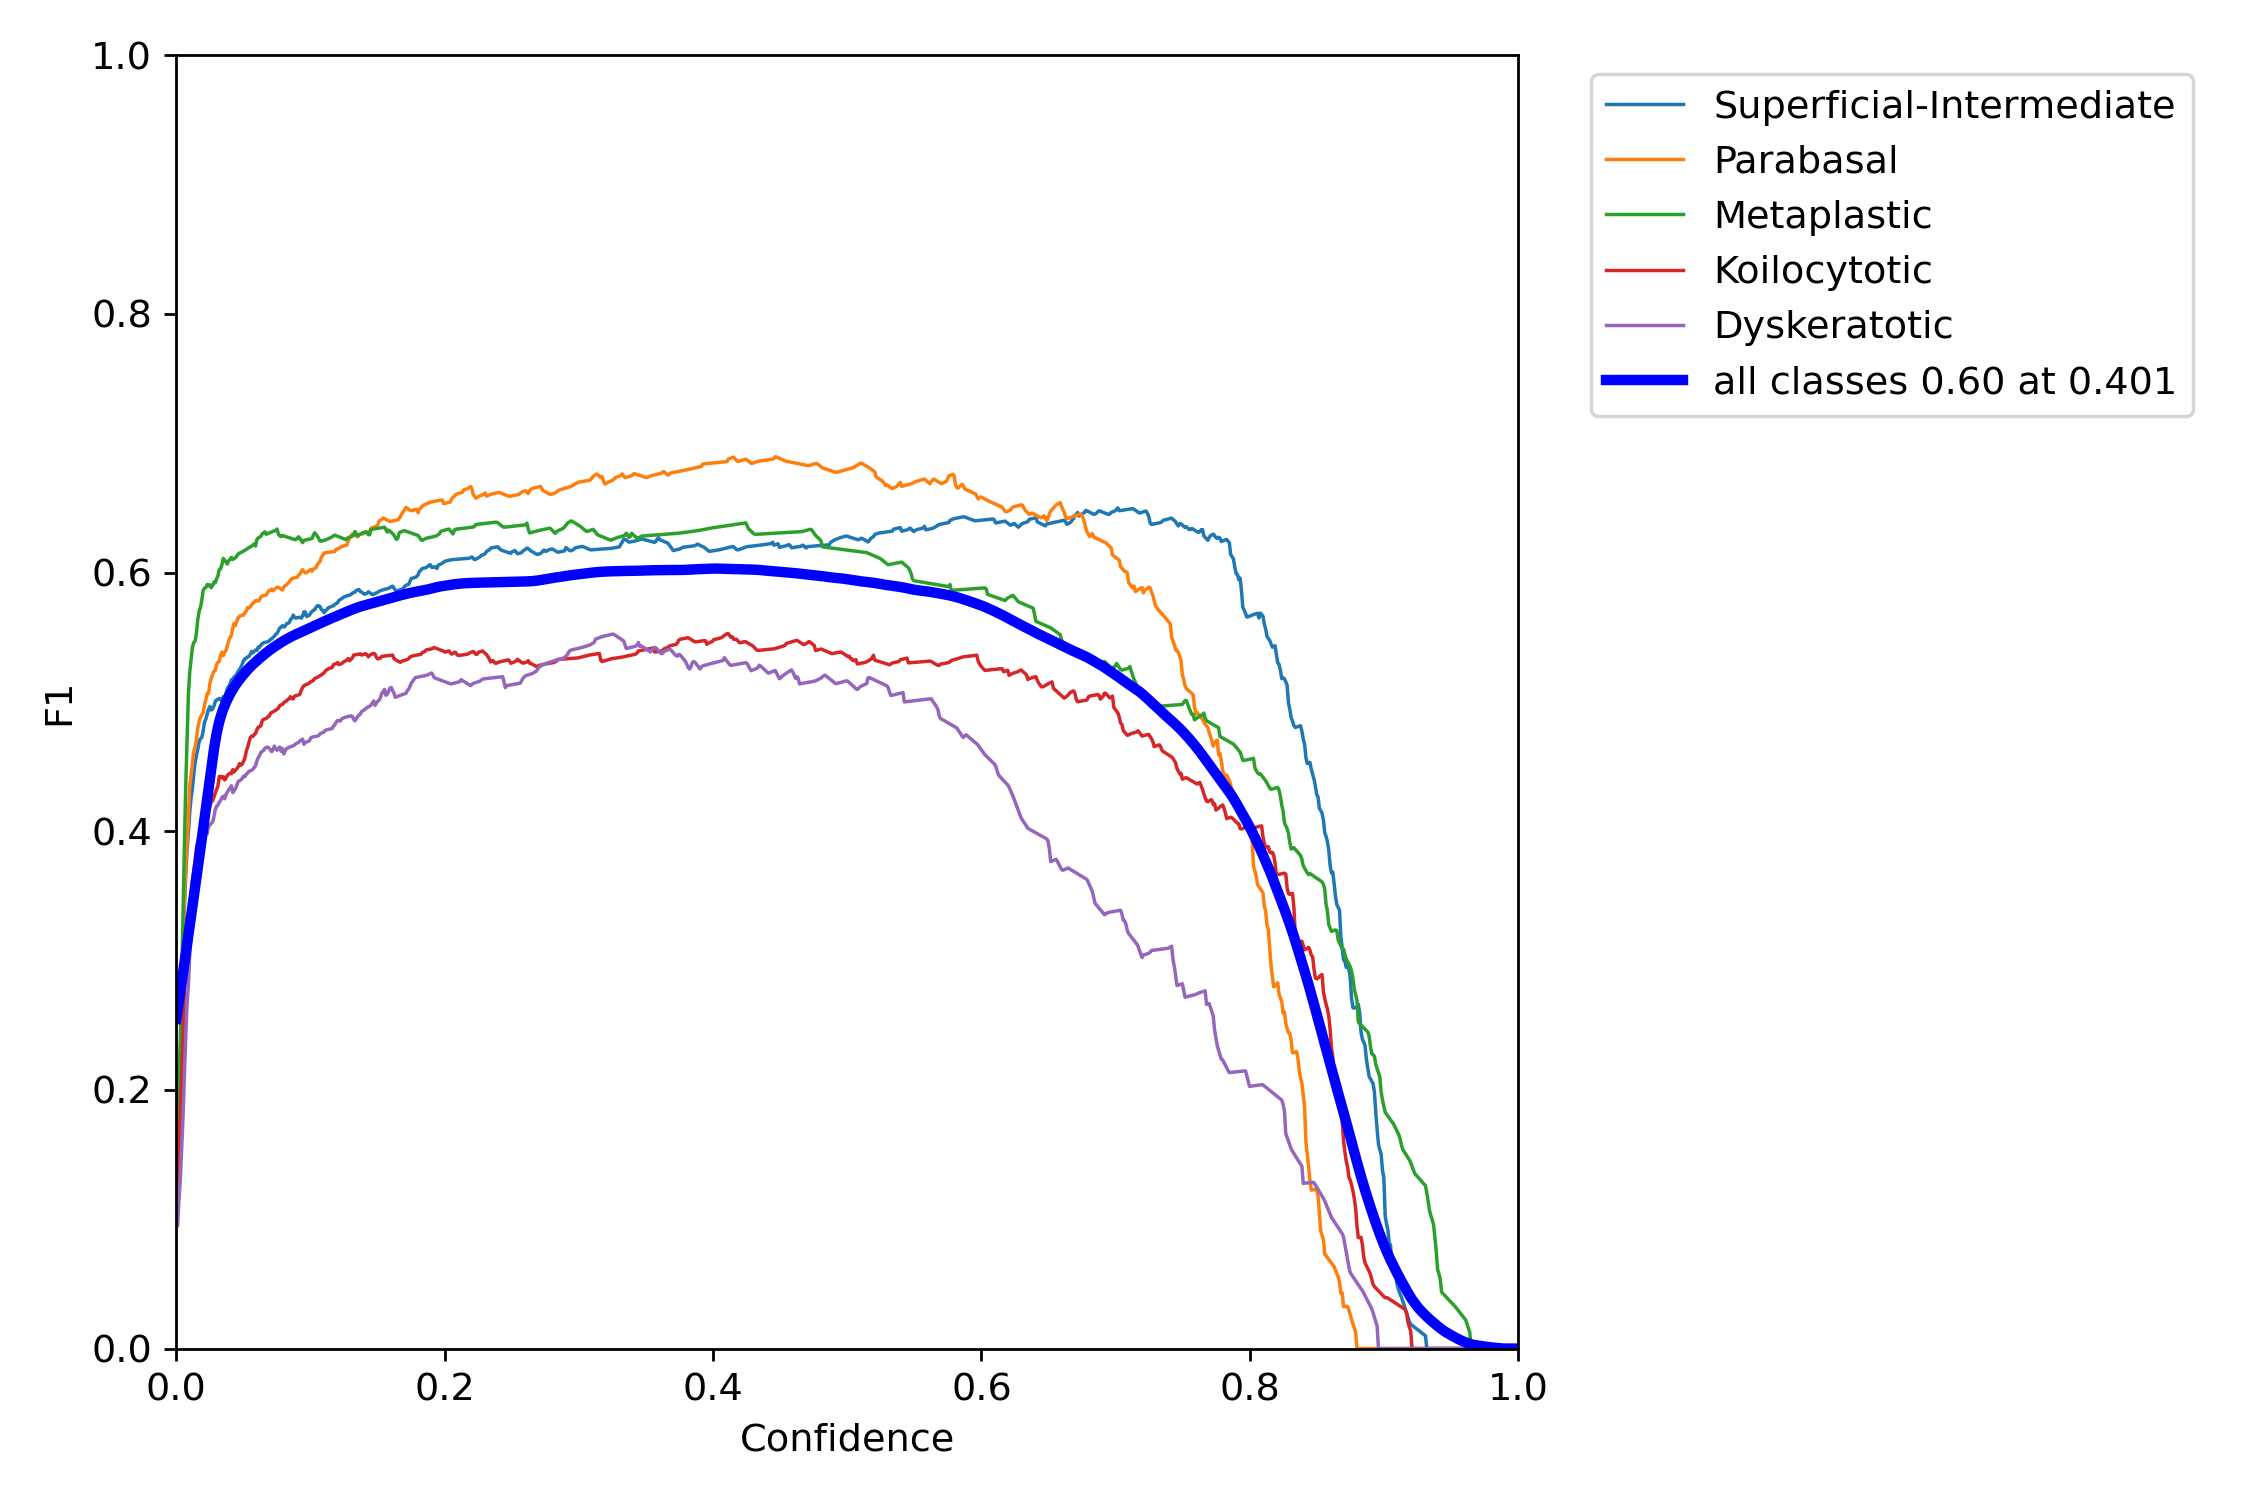 1.0
0.8
0.6
0.4
0.2
0.0
F1
0.0 0.2 0.4 0.6 0.8 1.0
Confidence
Superficial-Intermediate
Parabasal
Metaplastic
Koilocytotic
Dyskeratotic
all classes 0.60 at 0.401